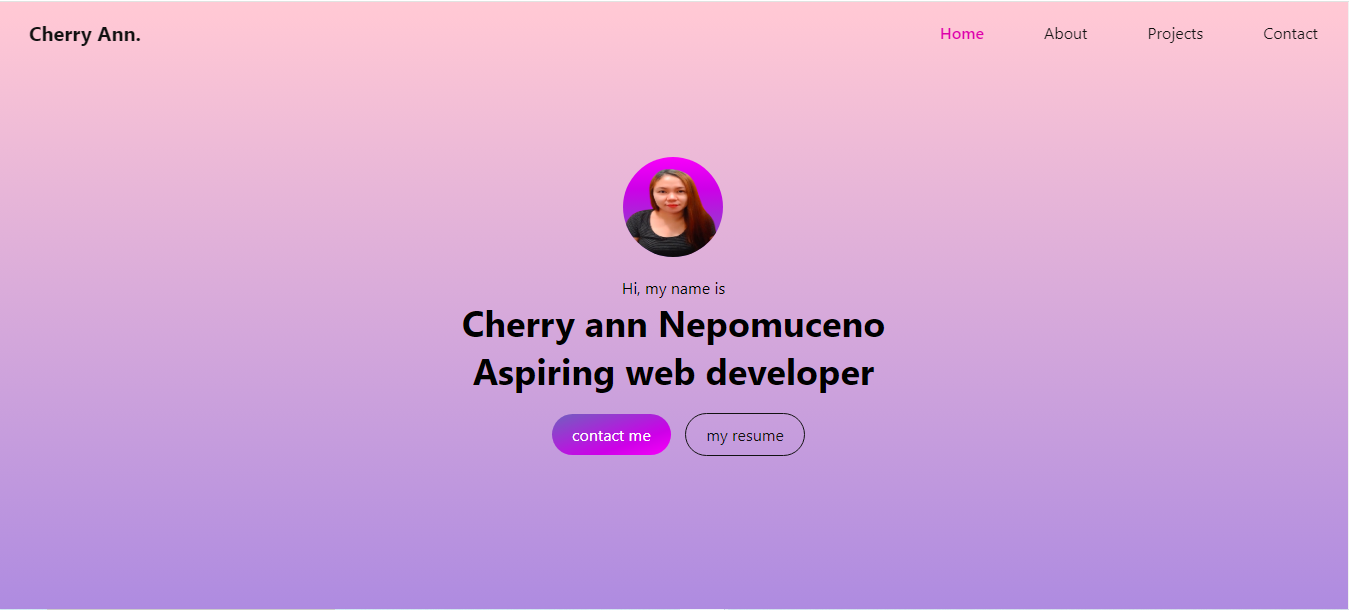 Cherry Ann.
Home About Projects Contact
Hi, my name is
Cherry ann Nepomuceno
Aspiring web developer
contact me my resume